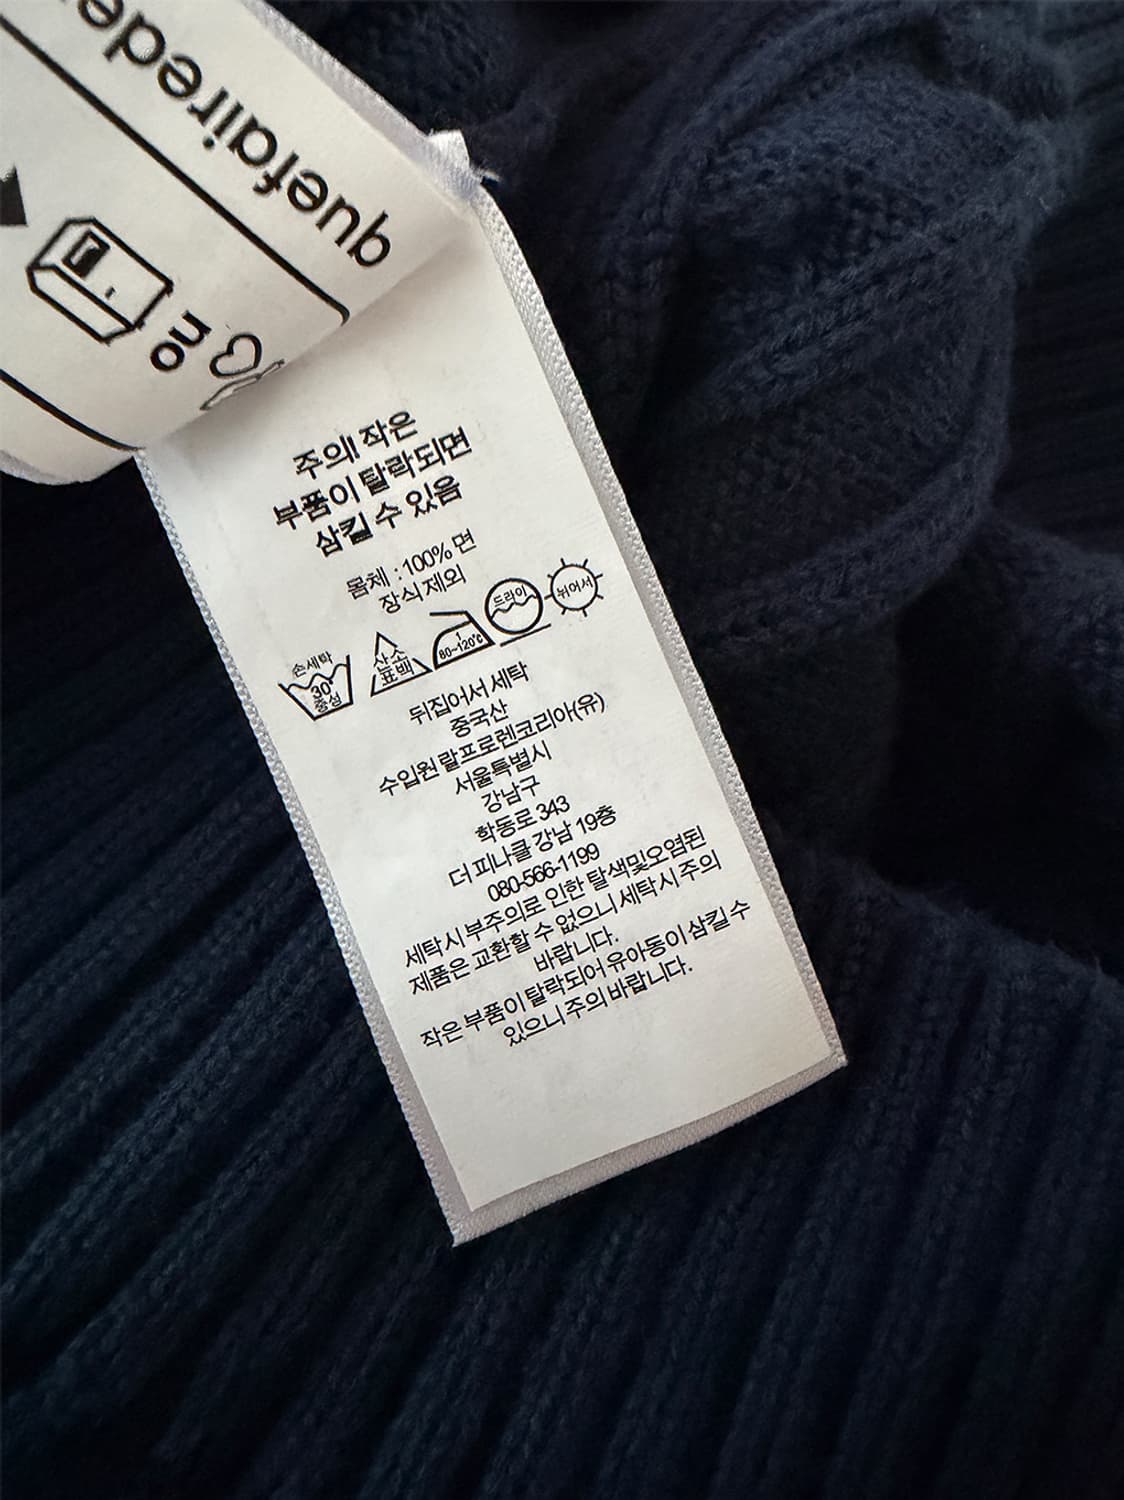 quefairede
ou
주의! 작은
부품이 탈락되면
삼킬 수 있음
몸체 :100% 면
장식제외
손세탁
30°
중성
산소
표백
1
80~120°C
드라이
뉘어서
뒤집어서 세탁
중국산
수입원 랄프로렌코리아(유)
서울특별시
강남구
학동로 343
더 피나클 강남 19층
080-566-1199
세탁시 부주의로 인한 탈색및오염된
제품은 교환할 수 없으니 세탁시 주의
바랍니다.
작은 부품이 탈락되어 유아동이 삼킬 수
있으니 주의 바랍니다.